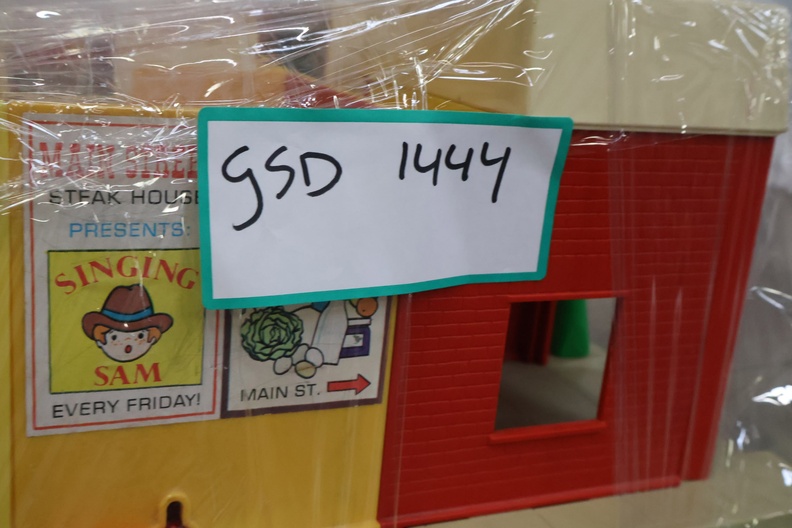 GSD 1444
MAIN STREET
STEAK HOUSE
PRESENTS:
SINGING
SAM
EVERY FRIDAY!
MAIN ST.